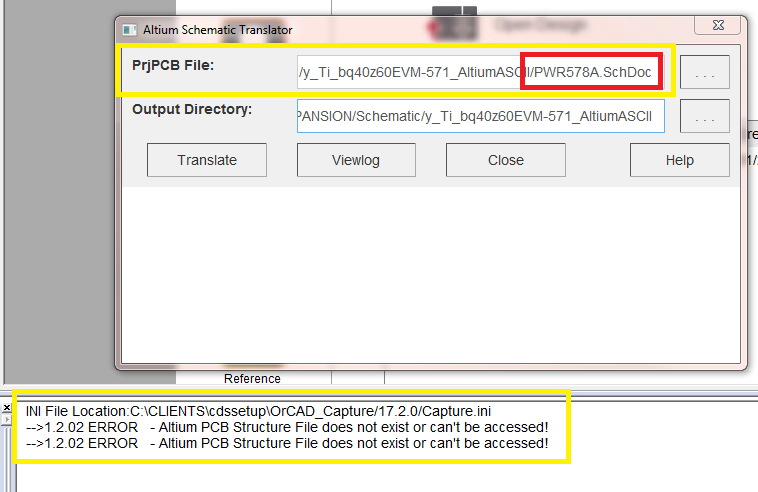 Open Design
Altium Schematic Translator
PrjPCB File:
/y_Ti_bq40z60EVM-571_AltiumASCII/PWR578A.SchDoc
. . .
Output Directory:
PANSION/Schematic/y_Ti_bq40z60EVM-571_AltiumASCII
. . .
Translate
Viewlog
Close
Help
Reference
INI File Location:C:\CLIENTS\cdssetup\OrCAD_Capture/17.2.0/Capture.ini
-->1.2.02 ERROR - Altium PCB Structure File does not exist or can't be accessed!
-->1.2.02 ERROR - Altium PCB Structure File does not exist or can't be accessed!